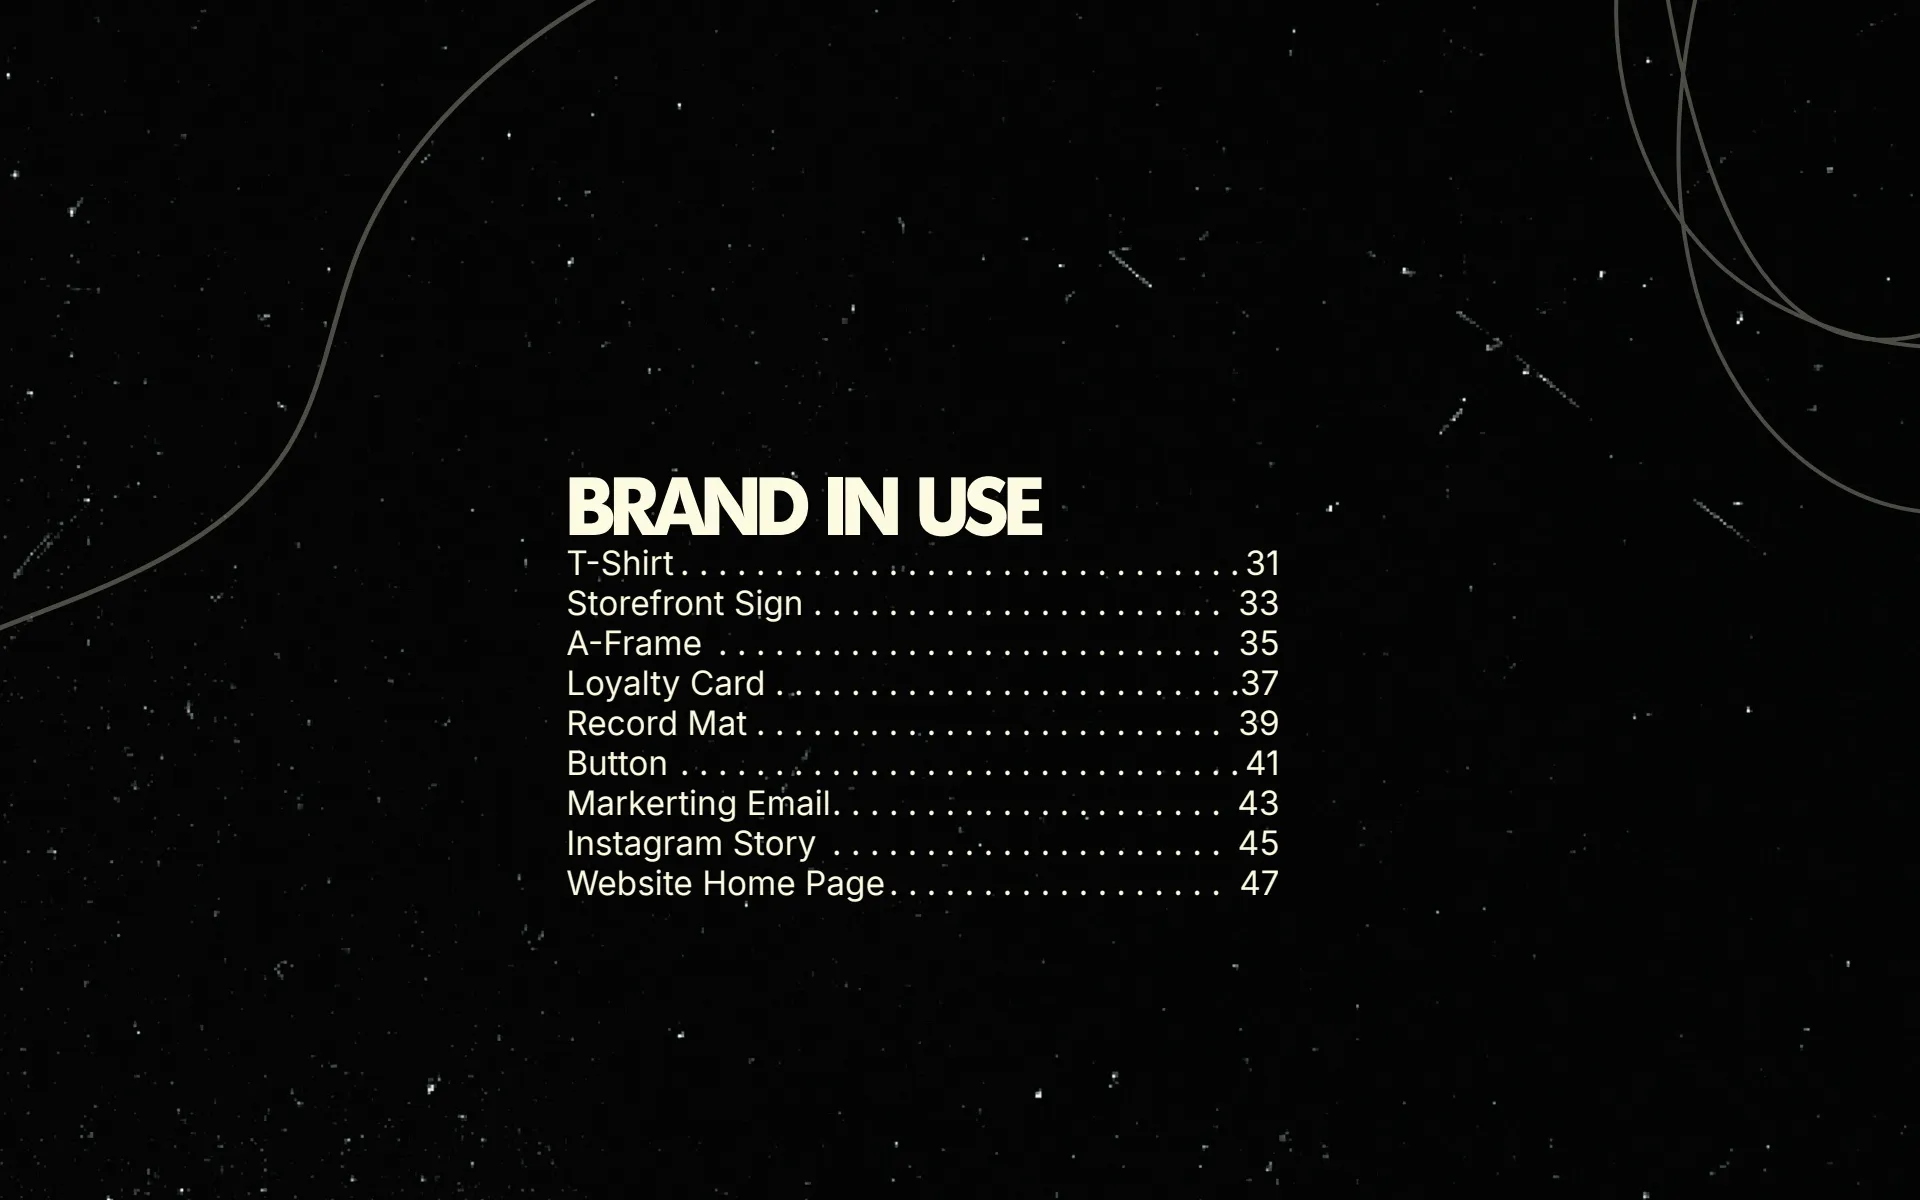 BRAND IN USE
T-Shirt . . . . . . . . . . . . . . . . . . . . . . . . . . . . . . 31
Storefront Sign . . . . . . . . . . . . . . . . . . . . . . 33
A-Frame . . . . . . . . . . . . . . . . . . . . . . . . . . . 35
Loyalty Card . . . . . . . . . . . . . . . . . . . . . . . . . 37
Record Mat . . . . . . . . . . . . . . . . . . . . . . . . . 39
Button . . . . . . . . . . . . . . . . . . . . . . . . . . . . . . 41
Markerting Email. . . . . . . . . . . . . . . . . . . . . 43
Instagram Story . . . . . . . . . . . . . . . . . . . . . 45
Website Home Page. . . . . . . . . . . . . . . . . . 47